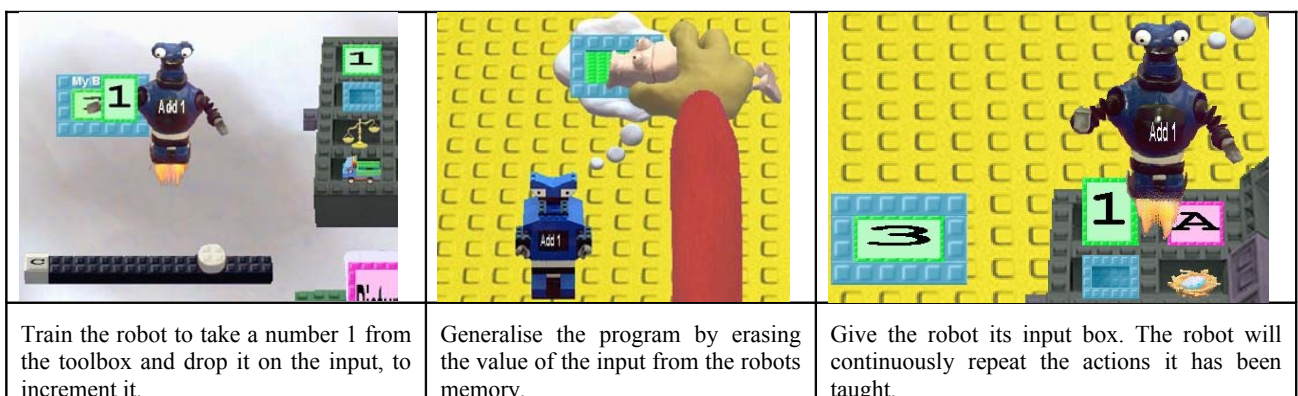 1
My B
1
Add 1
Add 1
Add 1
1
A
3
Train the robot to take a number 1 from
the toolbox and drop it on the input, to
increment it.
Generalise the program by erasing
the value of the input from the robots
memory.
Give the robot its input box. The robot will
continuously repeat the actions it has been
taught.